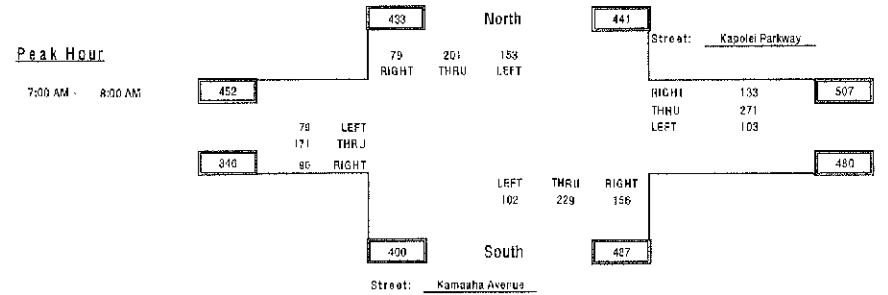 433 North 441
Street: Kapolei Parkway
Peak Hour
79 201 153
RIGHT THRU LEFT
7:00 AM - 8:00 AM
452
RIGHT 133
507
THRU 271
LEFT 103
79 LEFT
171 THRU
346
96 RIGHT
480
LEFT THRU RIGHT
102 229 156
400 South 487
Street: Kamaaha Avenue